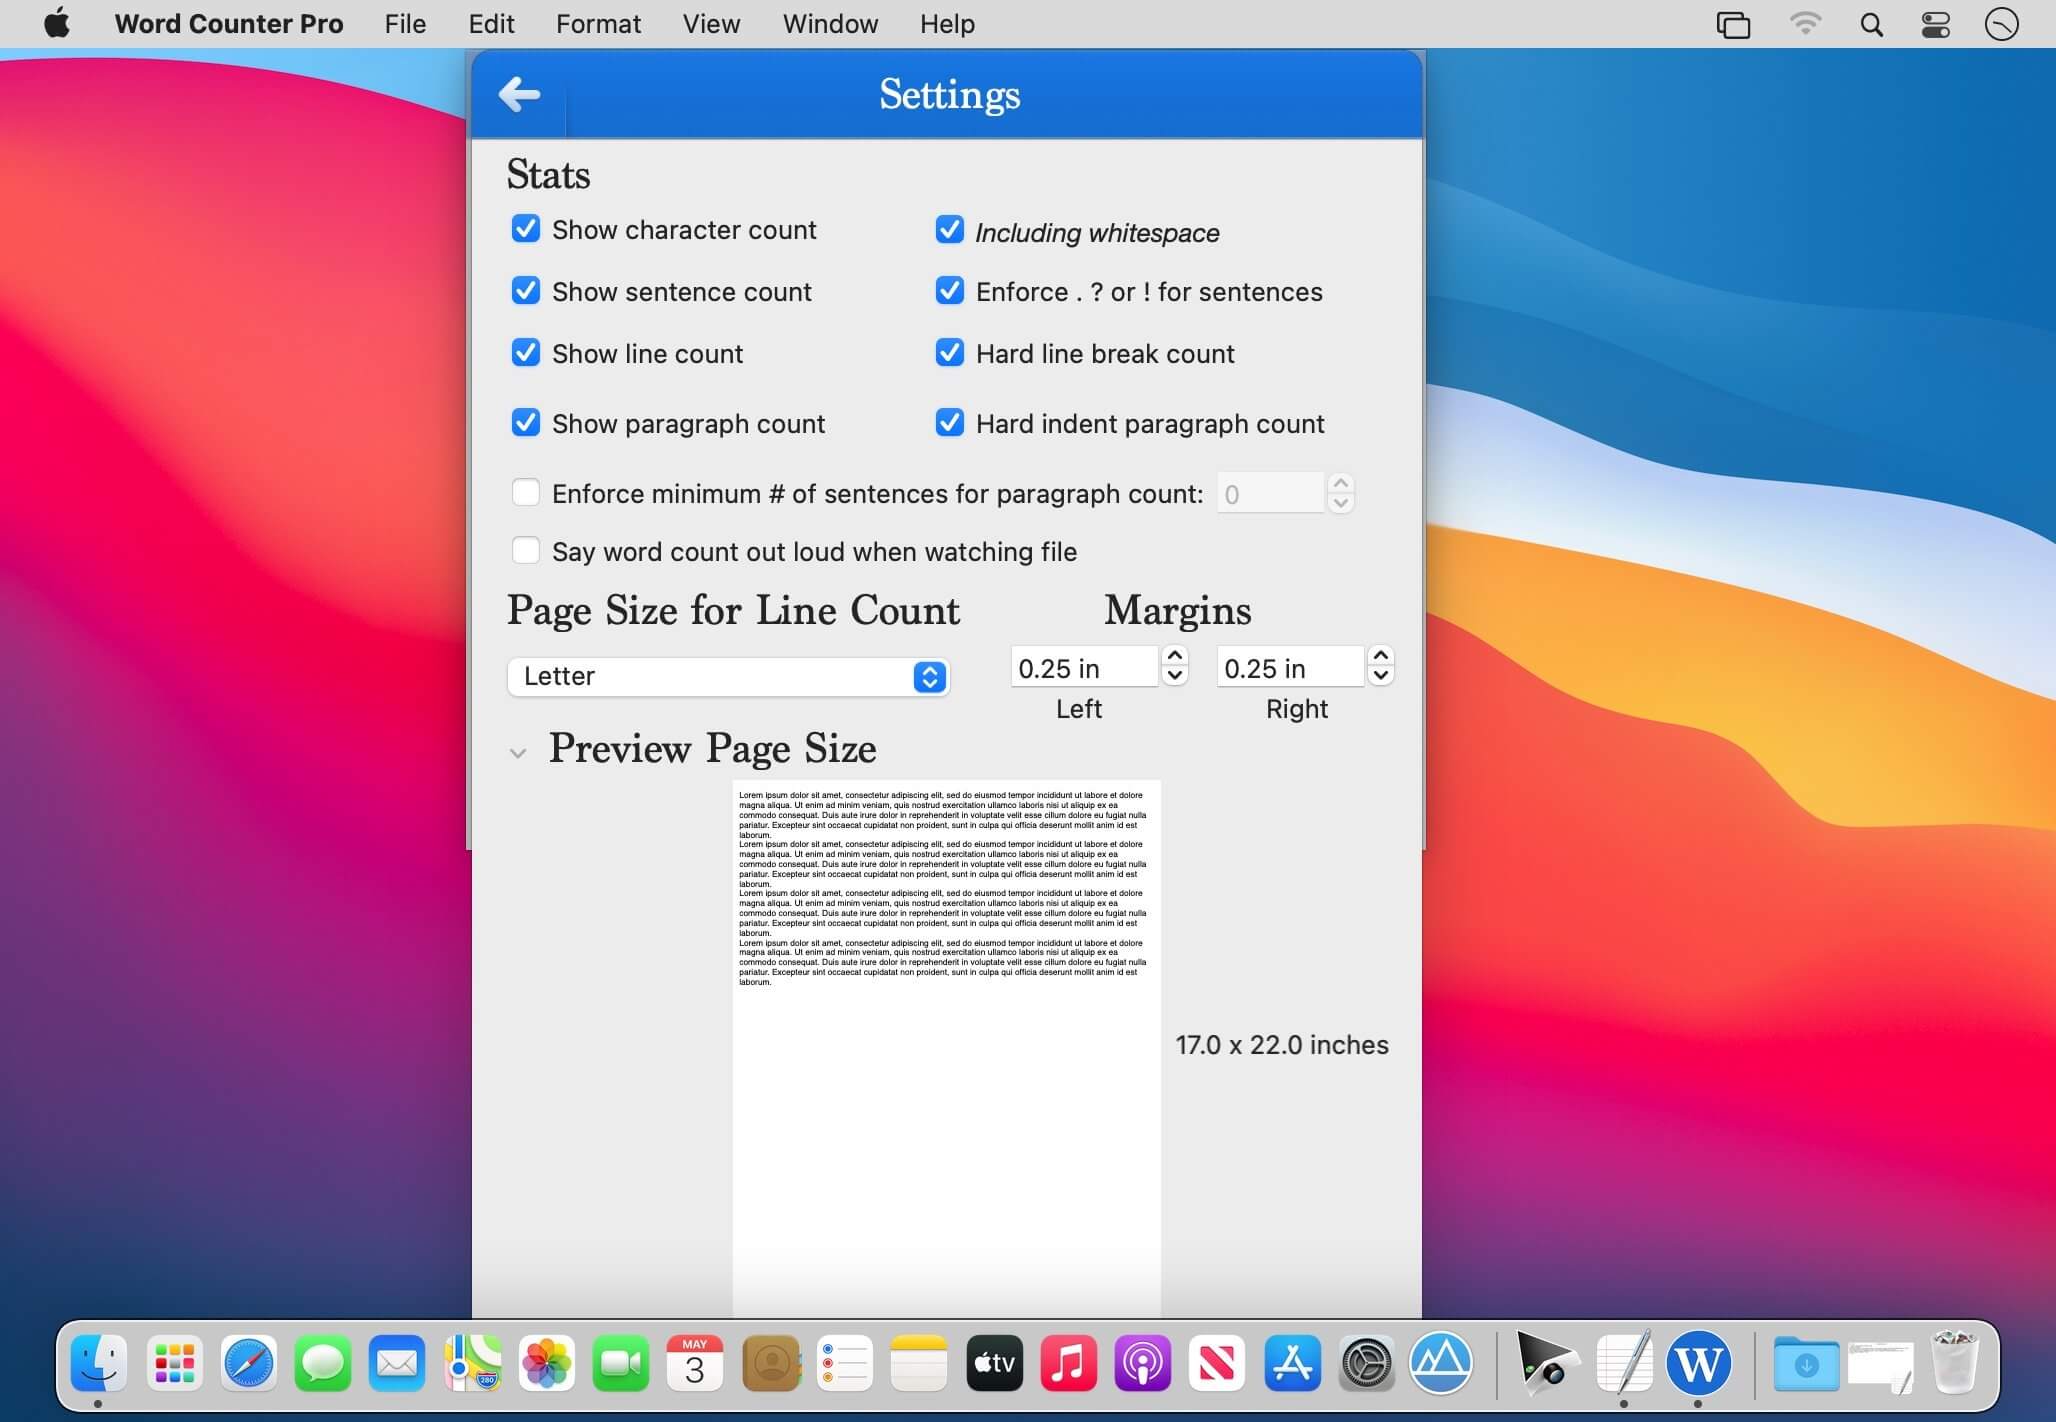 Word Counter Pro File Edit Format View Window Help
Settings
Stats
Show character count
Including whitespace
Show sentence count
Enforce . ? or ! for sentences
Show line count
Hard line break count
Show paragraph count
Hard indent paragraph count
Enforce minimum # of sentences for paragraph count: 0
Say word count out loud when watching file
Page Size for Line Count
Margins
Letter
0.25 in
0.25 in
Left
Right
Preview Page Size
Lorem ipsum dolor sit amet, consectetur adipiscing elit, sed do eiusmod tempor incididunt ut labore et dolore
magna aliqua. Ut enim ad minim veniam, quis nostrud exercitation ullamco laboris nisi ut aliquip ex ea
commodo consequat. Duis aute irure dolor in reprehenderit in voluptate velit esse cillum dolore eu fugiat nulla
pariatur. Excepteur sint occaecat cupidatat non proident, sunt in culpa qui officia deserunt mollit anim id est
laborum.
Lorem ipsum dolor sit amet, consectetur adipiscing elit, sed do eiusmod tempor incididunt ut labore et dolore
magna aliqua. Ut enim ad minim veniam, quis nostrud exercitation ullamco laboris nisi ut aliquip ex ea
commodo consequat. Duis aute irure dolor in reprehenderit in voluptate velit esse cillum dolore eu fugiat nulla
pariatur. Excepteur sint occaecat cupidatat non proident, sunt in culpa qui officia deserunt mollit anim id est
laborum.
Lorem ipsum dolor sit amet, consectetur adipiscing elit, sed do eiusmod tempor incididunt ut labore et dolore
magna aliqua. Ut enim ad minim veniam, quis nostrud exercitation ullamco laboris nisi ut aliquip ex ea
commodo consequat. Duis aute irure dolor in reprehenderit in voluptate velit esse cillum dolore eu fugiat nulla
pariatur. Excepteur sint occaecat cupidatat non proident, sunt in culpa qui officia deserunt mollit anim id est
laborum.
Lorem ipsum dolor sit amet, consectetur adipiscing elit, sed do eiusmod tempor incididunt ut labore et dolore
magna aliqua. Ut enim ad minim veniam, quis nostrud exercitation ullamco laboris nisi ut aliquip ex ea
commodo consequat. Duis aute irure dolor in reprehenderit in voluptate velit esse cillum dolore eu fugiat nulla
pariatur. Excepteur sint occaecat cupidatat non proident, sunt in culpa qui officia deserunt mollit anim id est
laborum.
17.0 x 22.0 inches
280
MAY
3
tv
W